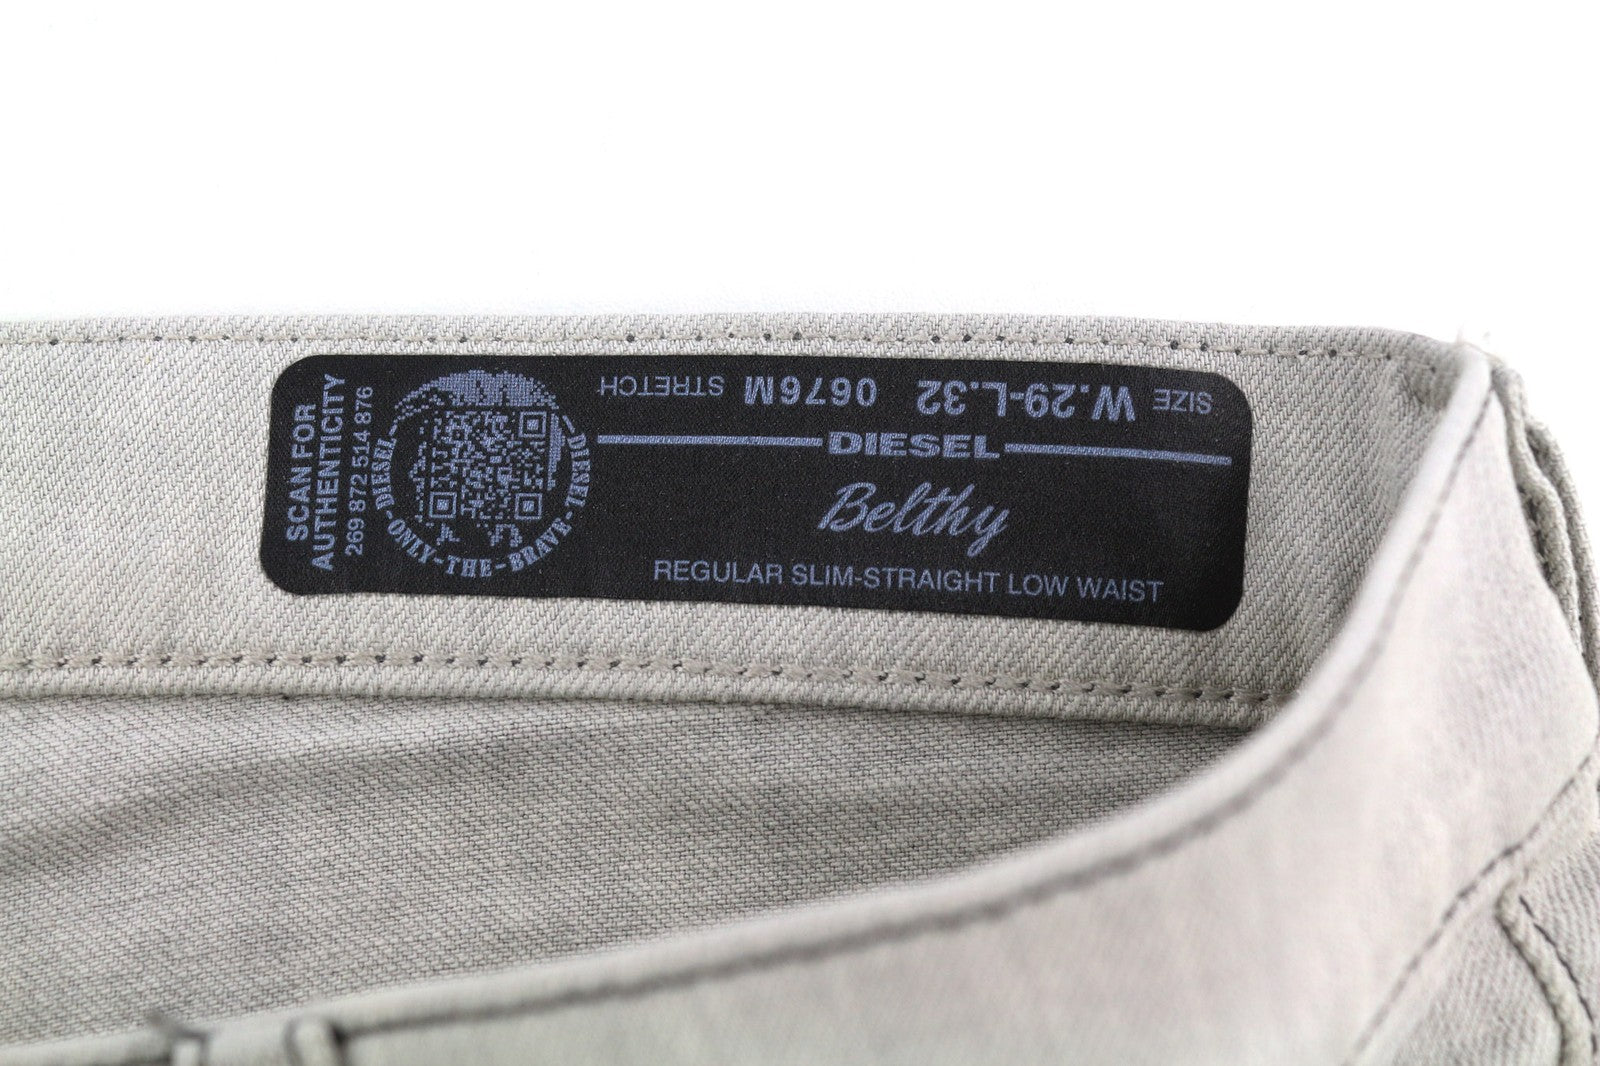 SCAN FOR
AUTHENTICITY
269 872 514 876
DIESEL-ONLY-THE-BRAVE-DIESEL
SIZE W.29-L.32 0676M STRETCH
DIESEL
Belthy
REGULAR SLIM-STRAIGHT LOW WAIST